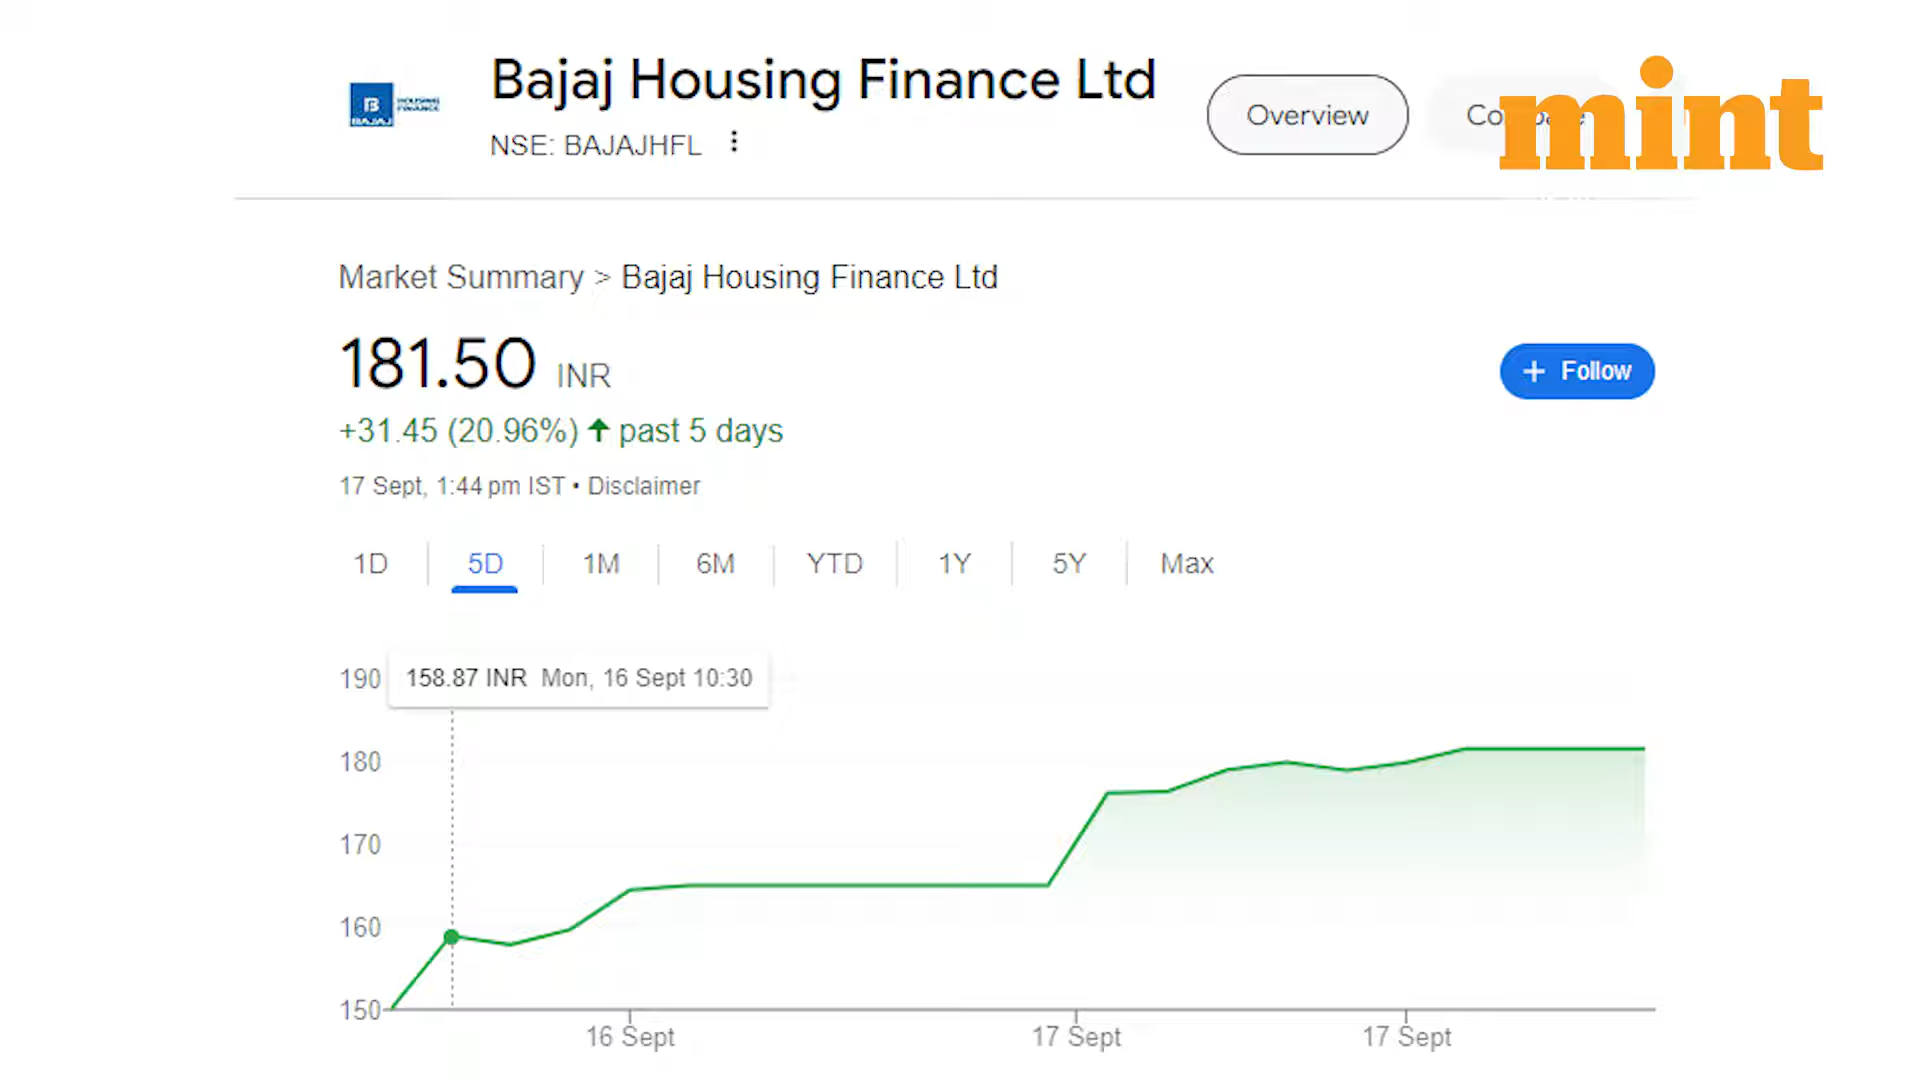 Bajaj Housing Finance Ltd
NSE: BAJAJHFL
B
BAJAJ
HOUSING
FINANCE
Overview
mint
Market Summary > Bajaj Housing Finance Ltd
181.50 INR
+31.45 (20.96%) ↑ past 5 days
17 Sept, 1:44 pm IST • Disclaimer
+ Follow
1D 5D 1M 6M YTD 1Y 5Y Max
158.87 INR Mon, 16 Sept 10:30
190
180
170
160
150
16 Sept 17 Sept 17 Sept